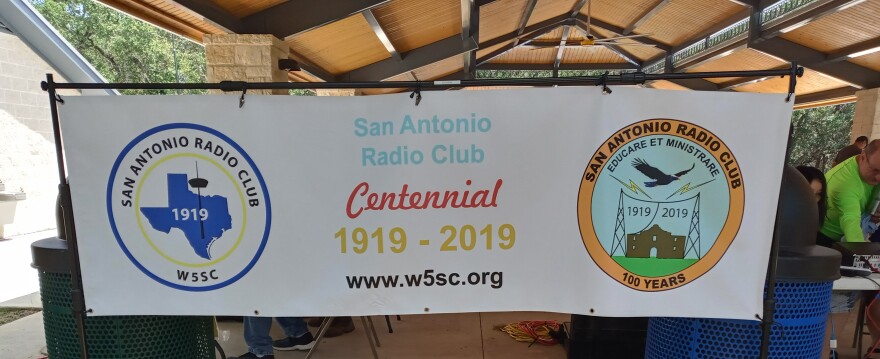 SAN ANTONIO RADIO CLUB
1919
W5SC
San Antonio
Radio Club
Centennial
1919 - 2019
www.w5sc.org
SAN ANTONIO RADIO CLUB
EDUCARE ET MINISTRARE
1919 2019
100 YEARS